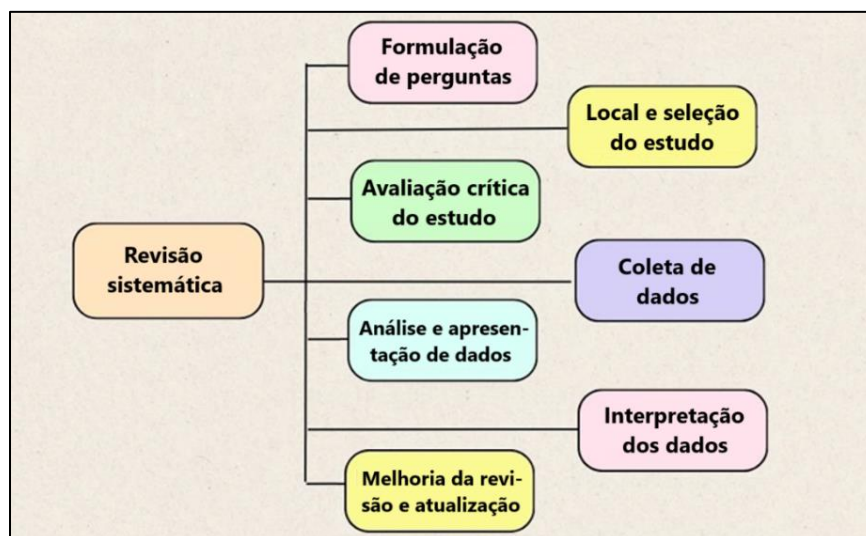 Formulação
de perguntas
Local e seleção
do estudo
Avaliação crítica
do estudo
Revisão
sistemática
Coleta de
dados
Análise e apresen-
tação de dados
Interpretação
dos dados
Melhoria da revi-
são e atualização